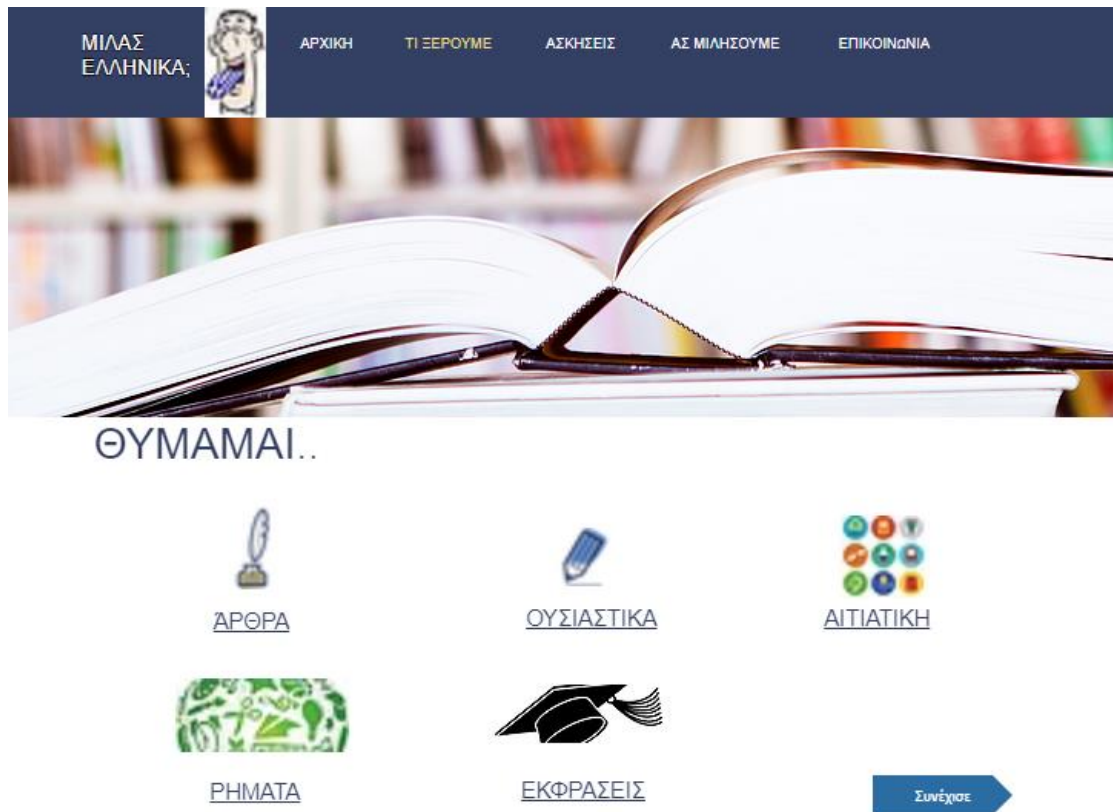 ΜΙΛΑΣ
ΕΛΛΗΝΙΚΑ;
ΑΡΧΙΚΗ ΤΙ ΞΕΡΟΥΜΕ ΑΣΚΗΣΕΙΣ ΑΣ ΜΙΛΗΣΟΥΜΕ ΕΠΙΚΟΙΝΩΝΙΑ
ΘΥΜΑΜΑΙ..
ΆΡΘΡΑ ΟΥΣΙΑΣΤΙΚΑ ΑΙΤΙΑΤΙΚΗ
ΡΗΜΑΤΑ ΕΚΦΡΑΣΕΙΣ
Συνέχισε